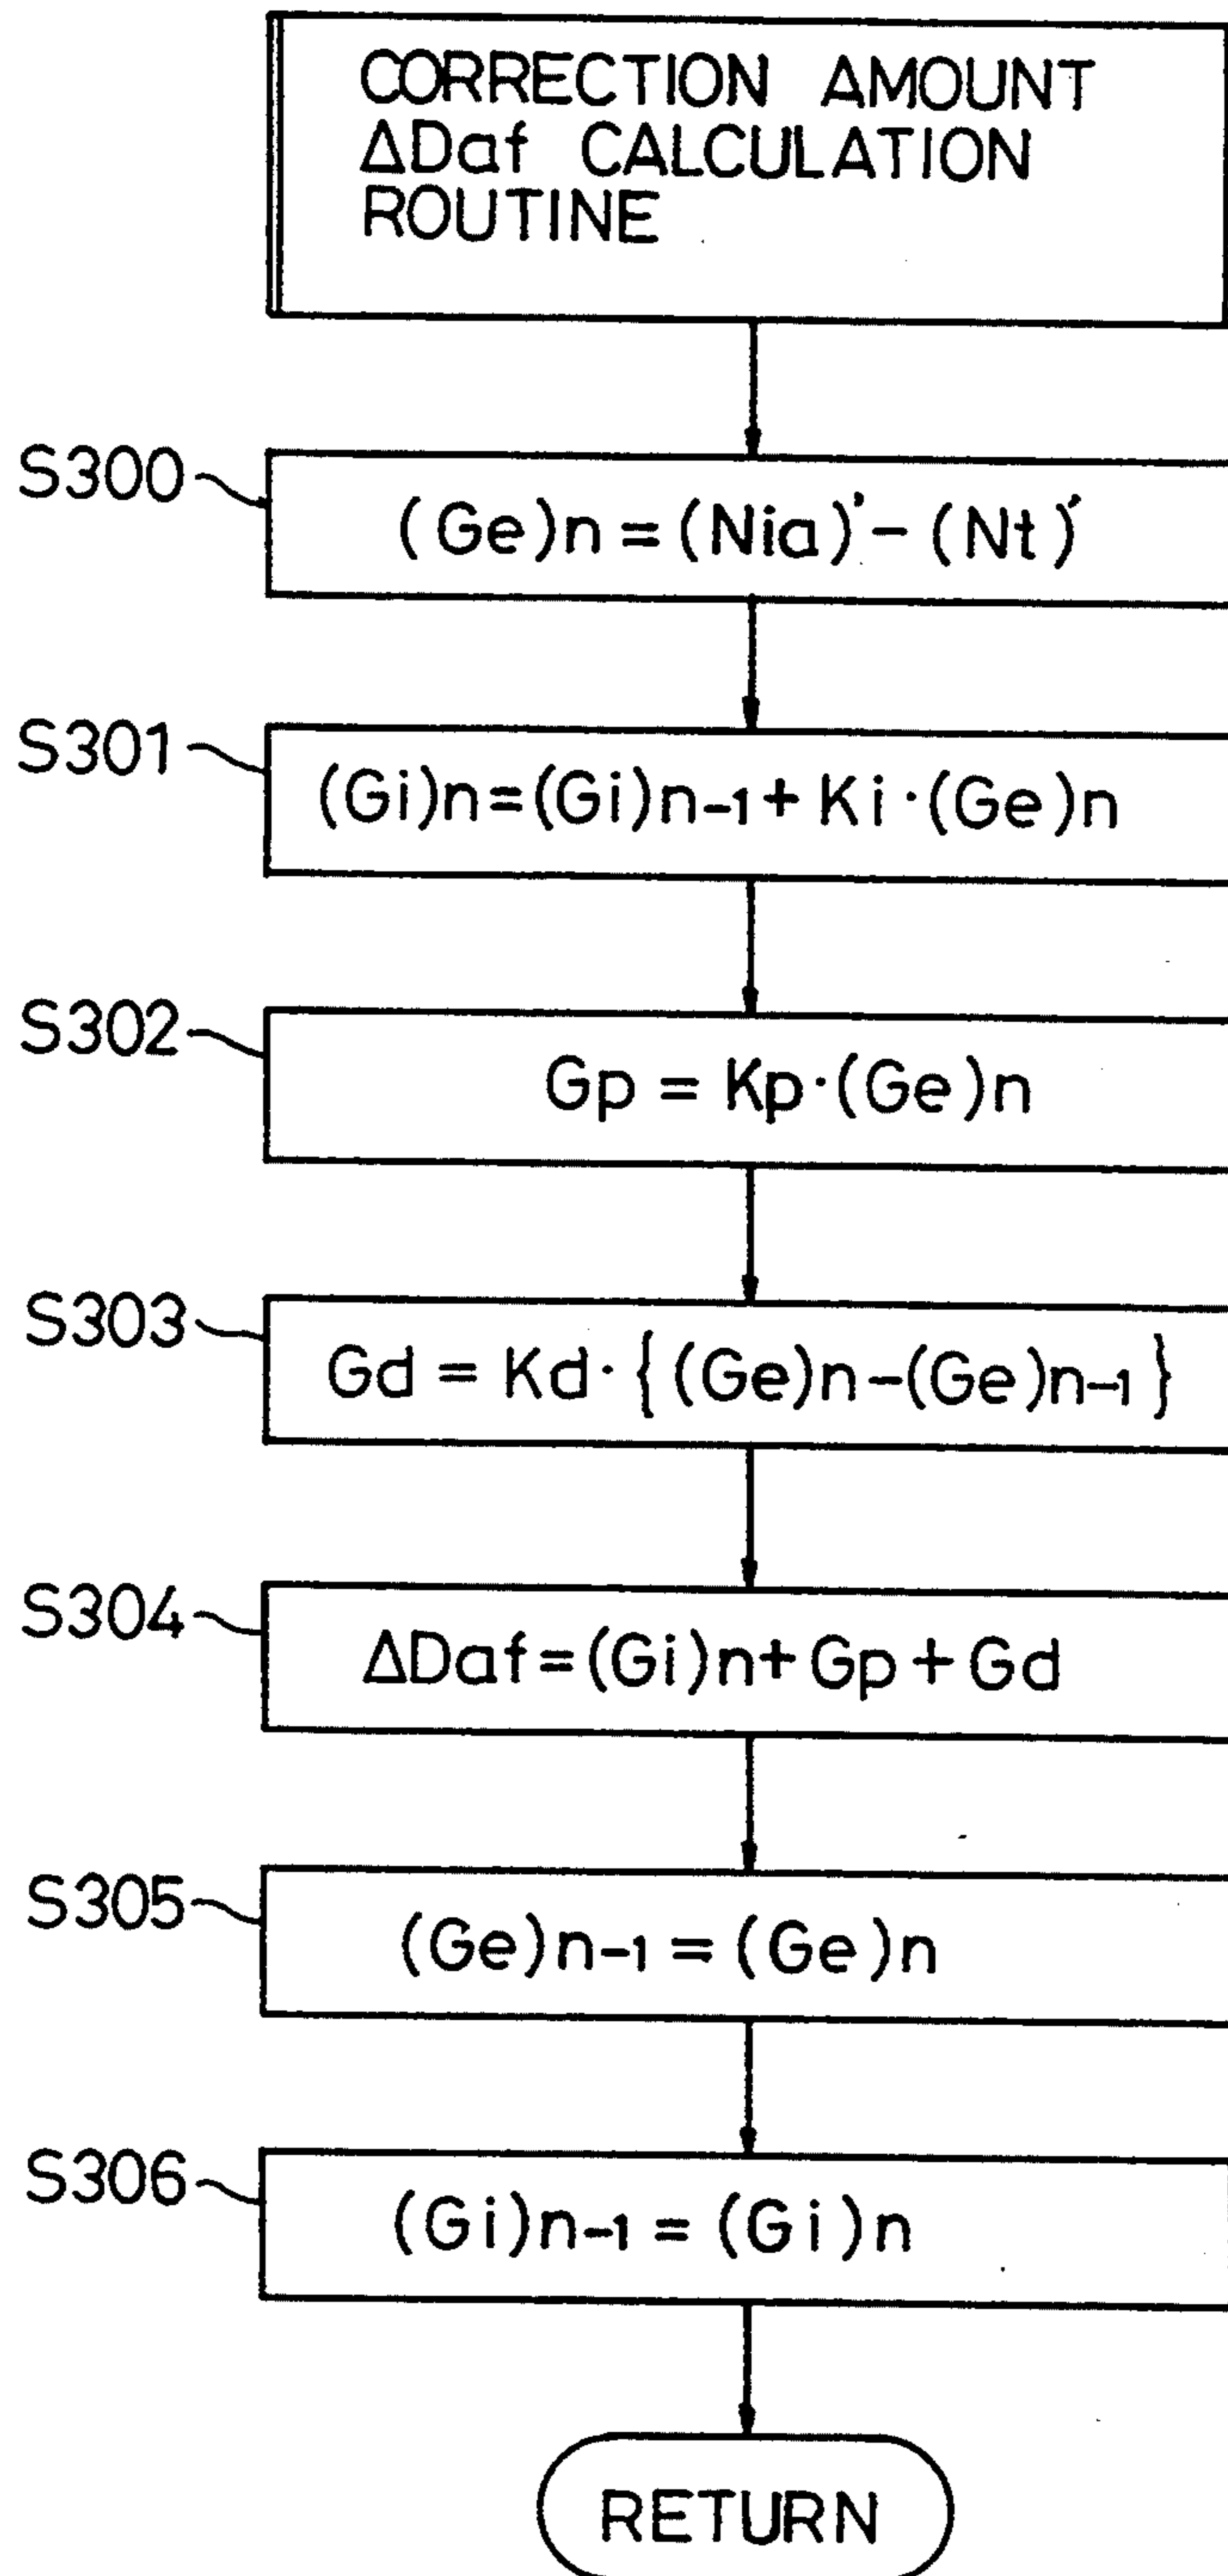 CORRECTION AMOUNT
ΔDaf CALCULATION
ROUTINE
S300
(Ge)n = (Nia)' - (Nt)'
S301
(Gi)n = (Gi)n-1 + Ki·(Ge)n
S302
Gp = Kp·(Ge)n
S303
Gd = Kd·{(Ge)n-(Ge)n-1}
S304
ΔDaf = (Gi)n + Gp + Gd
S305
(Ge)n-1 = (Ge)n
S306
(Gi)n-1 = (Gi)n
RETURN